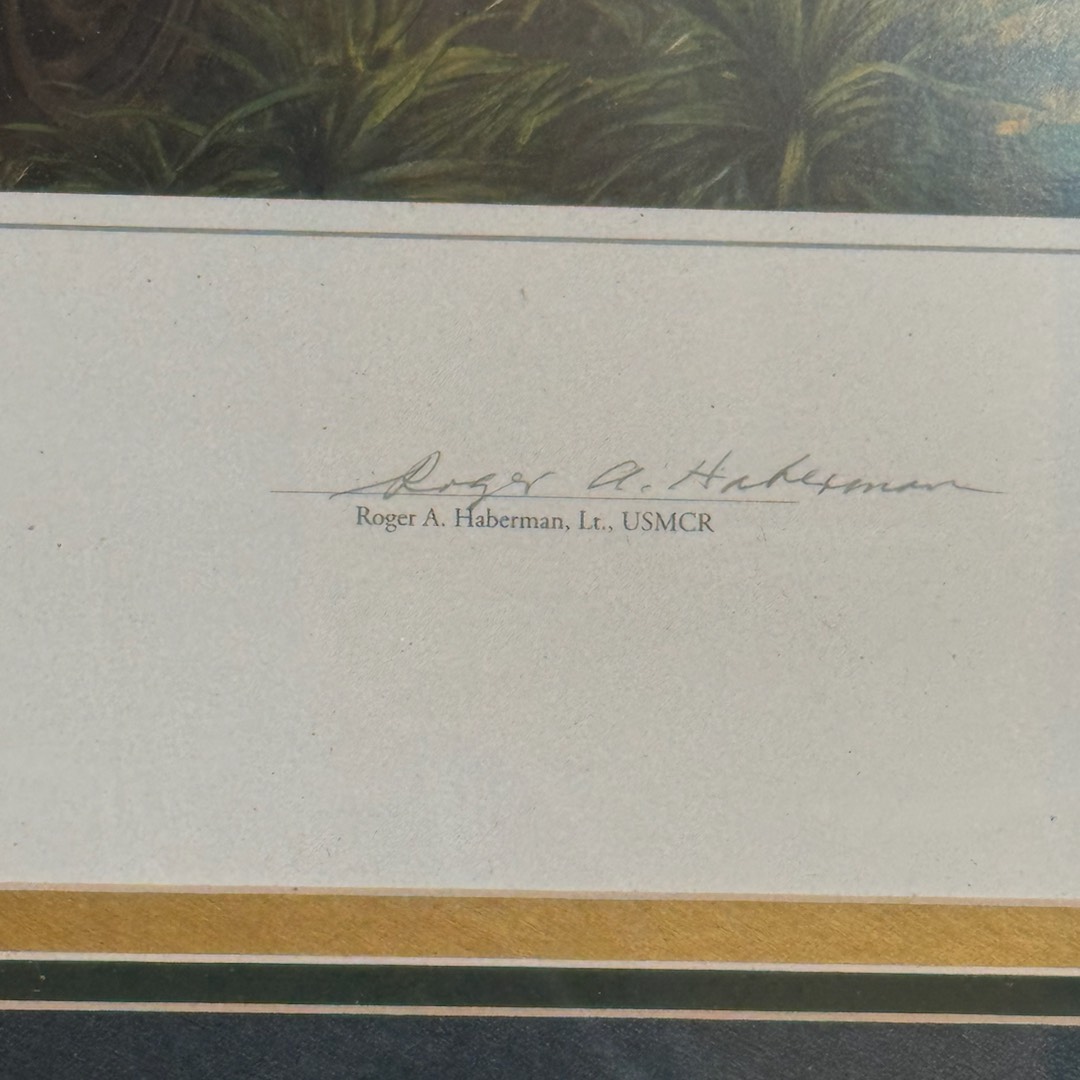 Roger A. Haberman
Roger A. Haberman, Lt., USMCR